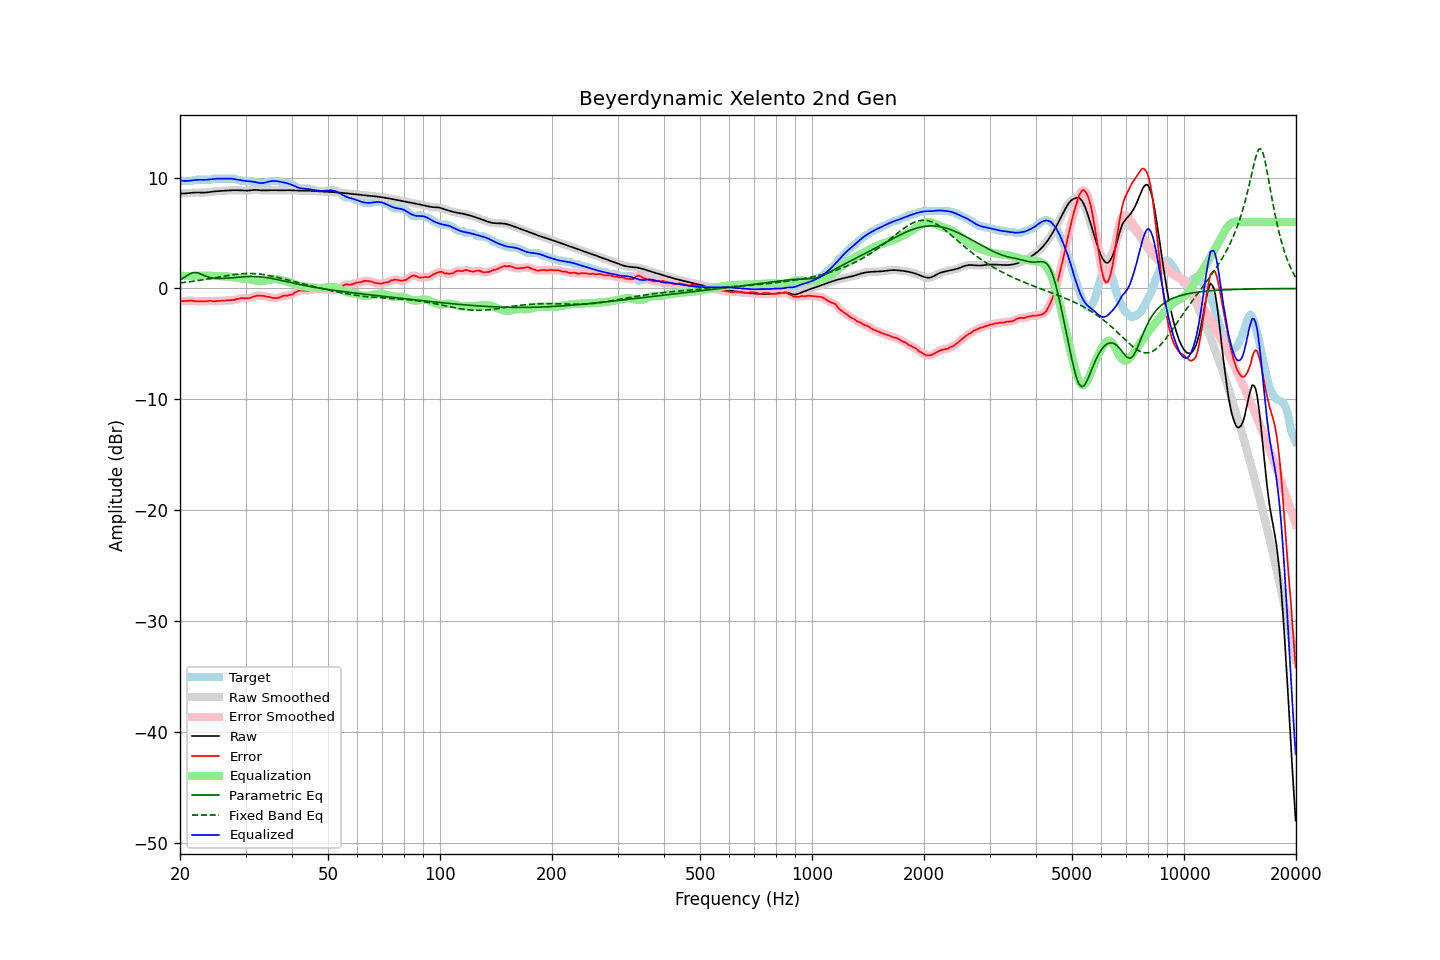 Beyerdynamic Xelento 2nd Gen
Amplitude (dBr)
10
0
−10
−20
−30
−40
−50
Target
Raw Smoothed
Error Smoothed
Raw
Error
Equalization
Parametric Eq
Fixed Band Eq
Equalized
20 50 100 200 500 1000 2000 5000 10000 20000
Frequency (Hz)